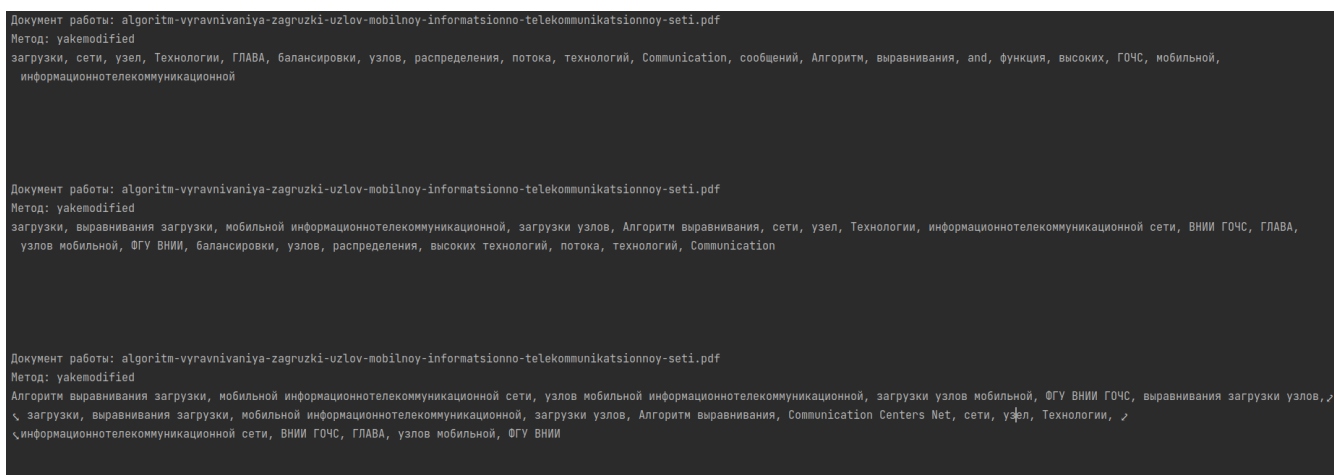 Документ работы: algoritm-vyravnivaniya-zagruzki-uzlov-mobilnoy-informatsionno-telekommunikatsionnoy-seti.pdf
Метод: yakemodified
загрузки, сети, узел, Технологии, ГЛАВА, балансировки, узлов, распределения, потока, технологий, Communication, сообщений, Алгоритм, выравнивания, and, функция, высоких, ГОЧС, мобильной,
информационнотелекоммуникационной
Документ работы: algoritm-vyravnivaniya-zagruzki-uzlov-mobilnoy-informatsionno-telekommunikatsionnoy-seti.pdf
Метод: yakemodified
загрузки, выравнивания загрузки, мобильной информационнотелекоммуникационной, загрузки узлов, Алгоритм выравнивания, сети, узел, Технологии, информационнотелекоммуникационной сети, ВНИИ ГОЧС, ГЛАВА,
узлов мобильной, ФГУ ВНИИ, балансировки, узлов, распределения, высоких технологий, потока, технологий, Communication
Документ работы: algoritm-vyravnivaniya-zagruzki-uzlov-mobilnoy-informatsionno-telekommunikatsionnoy-seti.pdf
Метод: yakemodified
Алгоритм выравнивания загрузки, мобильной информационнотелекоммуникационной сети, узлов мобильной информационнотелекоммуникационной, загрузки узлов мобильной, ФГУ ВНИИ ГОЧС, выравнивания загрузки узлов,
загрузки, выравнивания загрузки, мобильной информационнотелекоммуникационной, загрузки узлов, Алгоритм выравнивания, Communication Centers Net, сети, узел, Технологии,
информационнотелекоммуникационной сети, ВНИИ ГОЧС, ГЛАВА, узлов мобильной, ФГУ ВНИИ